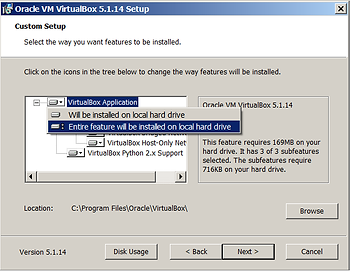 Oracle VM VirtualBox 5.1.14 Setup
Custom Setup
Select the way you want features to be installed.
Click on the icons in the tree below to change the way features will be installed.
VirtualBox Application
Will be installed on local hard drive
Entire feature will be installed on local hard drive
VirtualBox Host-Only Net
VirtualBox Python 2.x Support
Oracle VM VirtualBox 5.1.14
This feature requires 169MB on your
hard drive. It has 3 of 3 subfeatures
selected. The subfeatures require
716KB on your hard drive.
Location: C:\Program Files\Oracle\VirtualBox\
Browse
Version 5.1.14
Disk Usage
< Back
Next >
Cancel